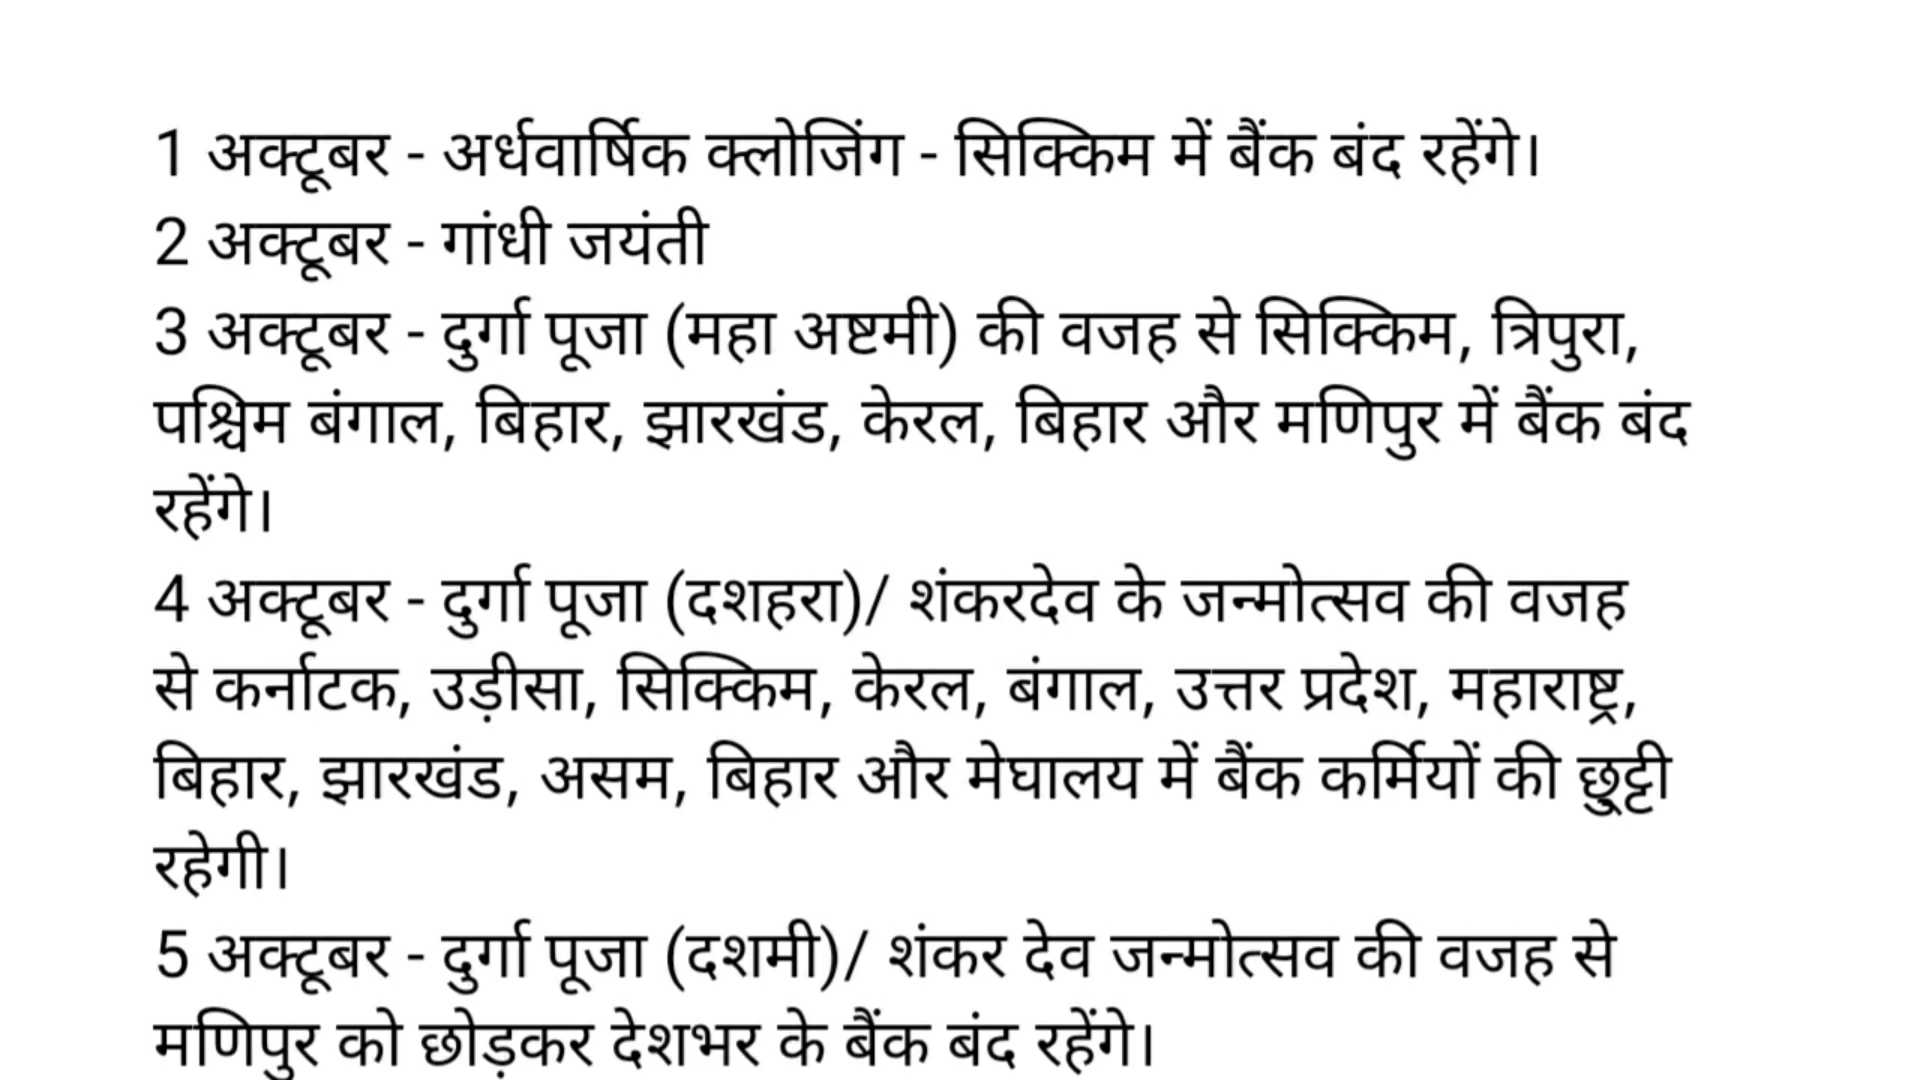 1 अक्टूबर - अर्धवार्षिक क्लोजिंग - सिक्किम में बैंक बंद रहेंगे।
2 अक्टूबर - गांधी जयंती
3 अक्टूबर - दुर्गा पूजा (महा अष्टमी) की वजह से सिक्किम, त्रिपुरा,
पश्चिम बंगाल, बिहार, झारखंड, केरल, बिहार और मणिपुर में बैंक बंद
रहेंगे।
4 अक्टूबर - दुर्गा पूजा (दशहरा)/ शंकरदेव के जन्मोत्सव की वजह
से कर्नाटक, उड़ीसा, सिक्किम, केरल, बंगाल, उत्तर प्रदेश, महाराष्ट्र,
बिहार, झारखंड, असम, बिहार और मेघालय में बैंक कर्मियों की छुट्टी
रहेगी।
5 अक्टूबर - दुर्गा पूजा (दशमी)/ शंकर देव जन्मोत्सव की वजह से
मणिपुर को छोड़कर देशभर के बैंक बंद रहेंगे।